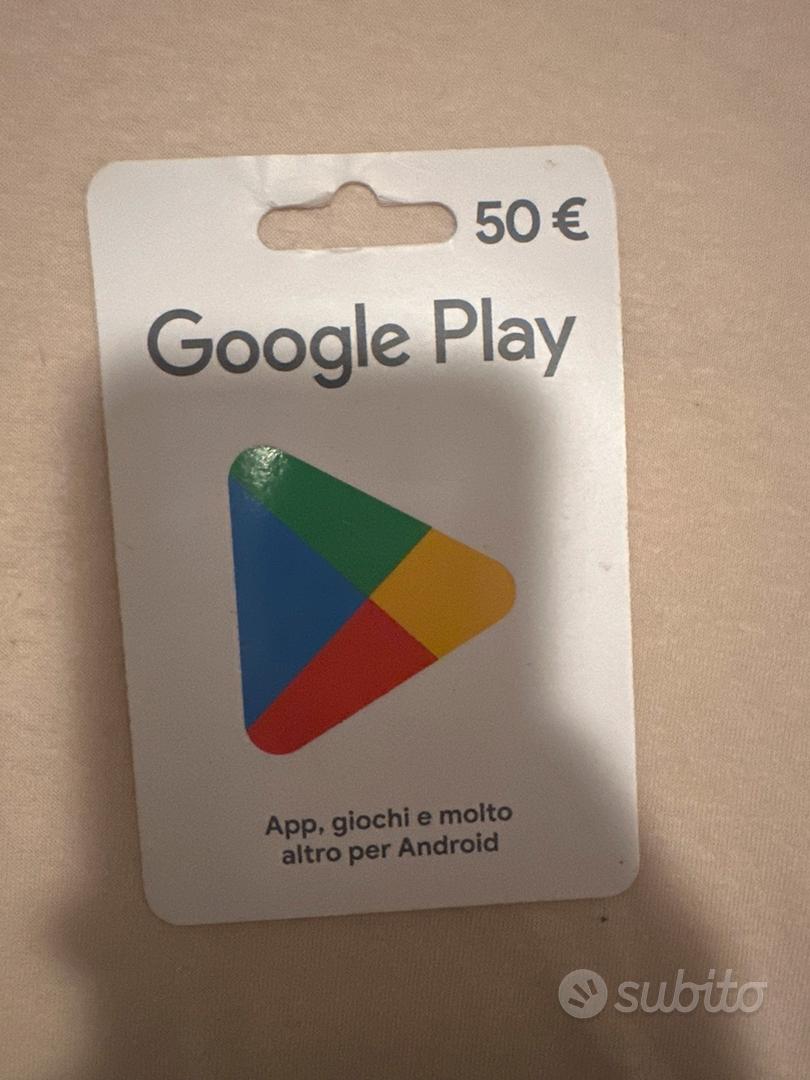 50 €
Google Play
App, giochi e molto
altro per Android
subito